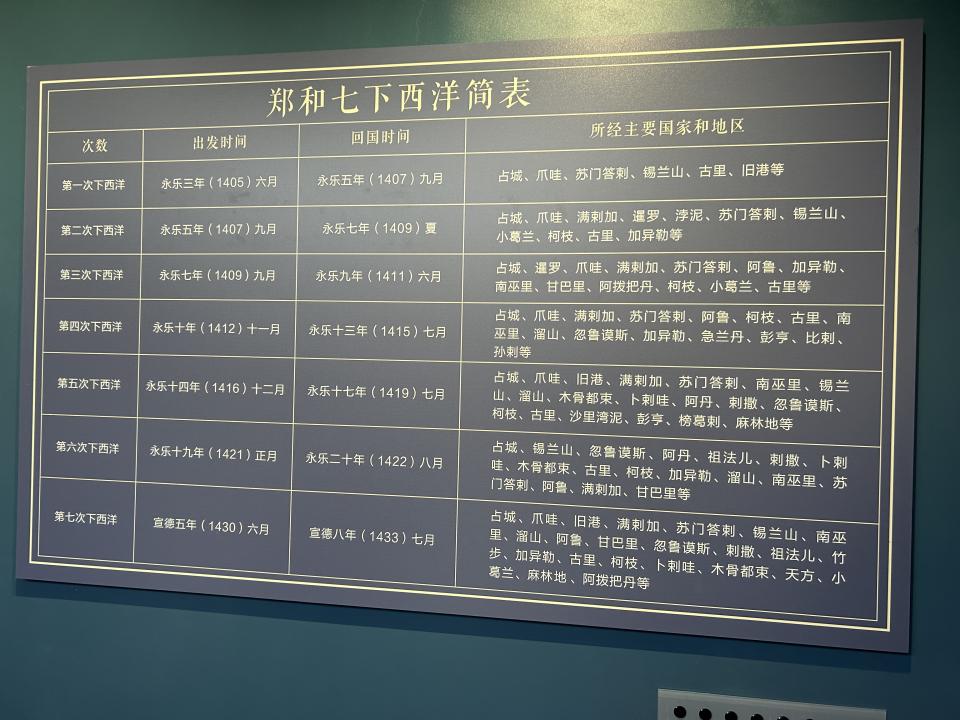 郑和七下西洋简表
次数 出发时间 回国时间 所经主要国家和地区
第一次下西洋 永乐三年（1405）六月 永乐五年（1407）九月 占城、爪哇、苏门答剌、锡兰山、古里、旧港等
第二次下西洋 永乐五年（1407）九月 永乐七年（1409）夏 占城、爪哇、满剌加、暹罗、渟泥、苏门答剌、锡兰山、
小葛兰、柯枝、古里、加异勒等
第三次下西洋 永乐七年（1409）九月 永乐九年（1411）六月 占城、暹罗、爪哇、满剌加、苏门答剌、阿鲁、加异勒、
南巫里、甘巴里、阿拨把丹、柯枝、小葛兰、古里等
第四次下西洋 永乐十年（1412）十一月 永乐十三年（1415）七月 占城、爪哇、满剌加、苏门答剌、阿鲁、柯枝、古里、南
巫里、溜山、忽鲁谟斯、加异勒、急兰丹、彭亨、比剌、
孙剌等
第五次下西洋 永乐十四年（1416）十二月 永乐十七年（1419）七月 占城、爪哇、旧港、满剌加、苏门答剌、南巫里、锡兰
山、溜山、木骨都束、卜剌哇、阿丹、剌撒、忽鲁谟斯、
柯枝、古里、沙里湾泥、彭亨、榜葛剌、麻林地等
第六次下西洋 永乐十九年（1421）正月 永乐二十年（1422）八月 占城、锡兰山、忽鲁谟斯、阿丹、祖法儿、剌撒、卜剌
哇、木骨都束、古里、柯枝、加异勒、溜山、南巫里、苏
门答剌、阿鲁、满剌加、甘巴里等
第七次下西洋 宣德五年（1430）六月 宣德八年（1433）七月 占城、爪哇、旧港、满剌加、苏门答剌、锡兰山、南巫
里、溜山、阿鲁、甘巴里、忽鲁谟斯、剌撒、祖法儿、竹
步、加异勒、古里、柯枝、卜剌哇、木骨都束、天方、小
葛兰、麻林地、阿拨把丹等